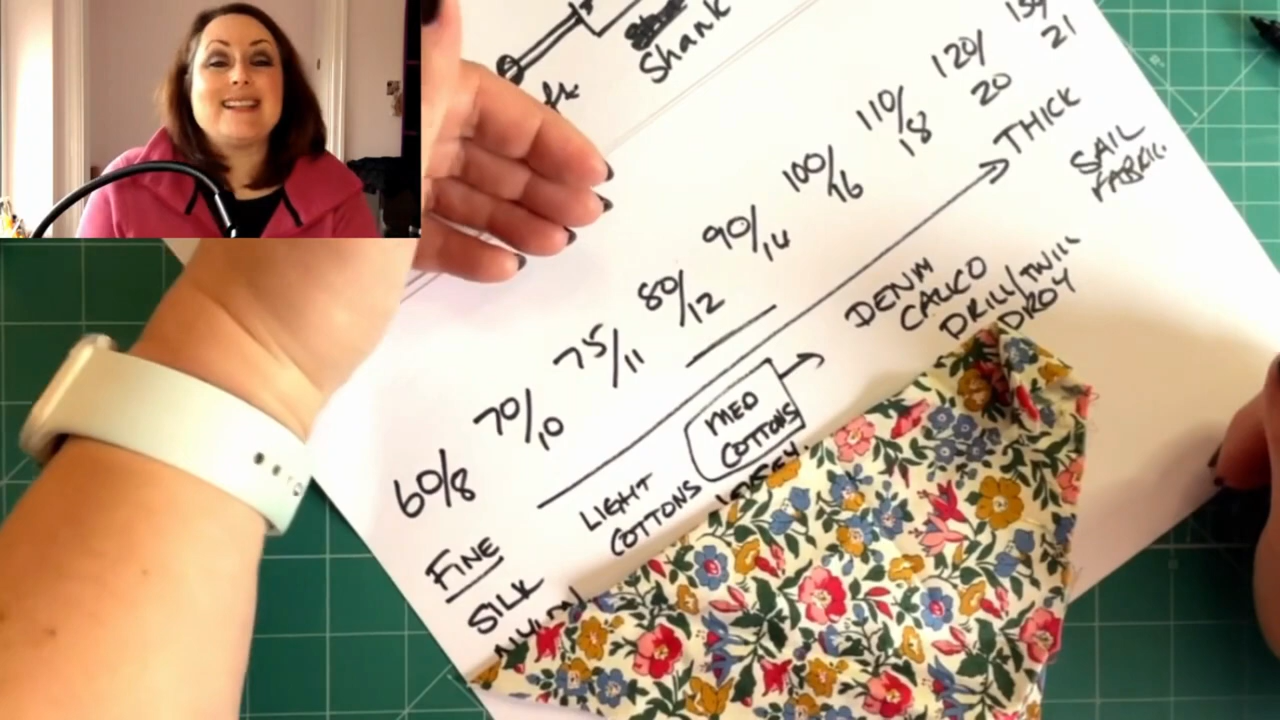 Shank
60/8
70/10
75/11
80/12
90/14
100/16
110/18
120/
20
21
THICK
FINE
SILK
LIGHT
COTTONS
MED
COTTONS
JERSEY
DENIM
CALICO
DRILL/TWILL
SAIL
FABRIC